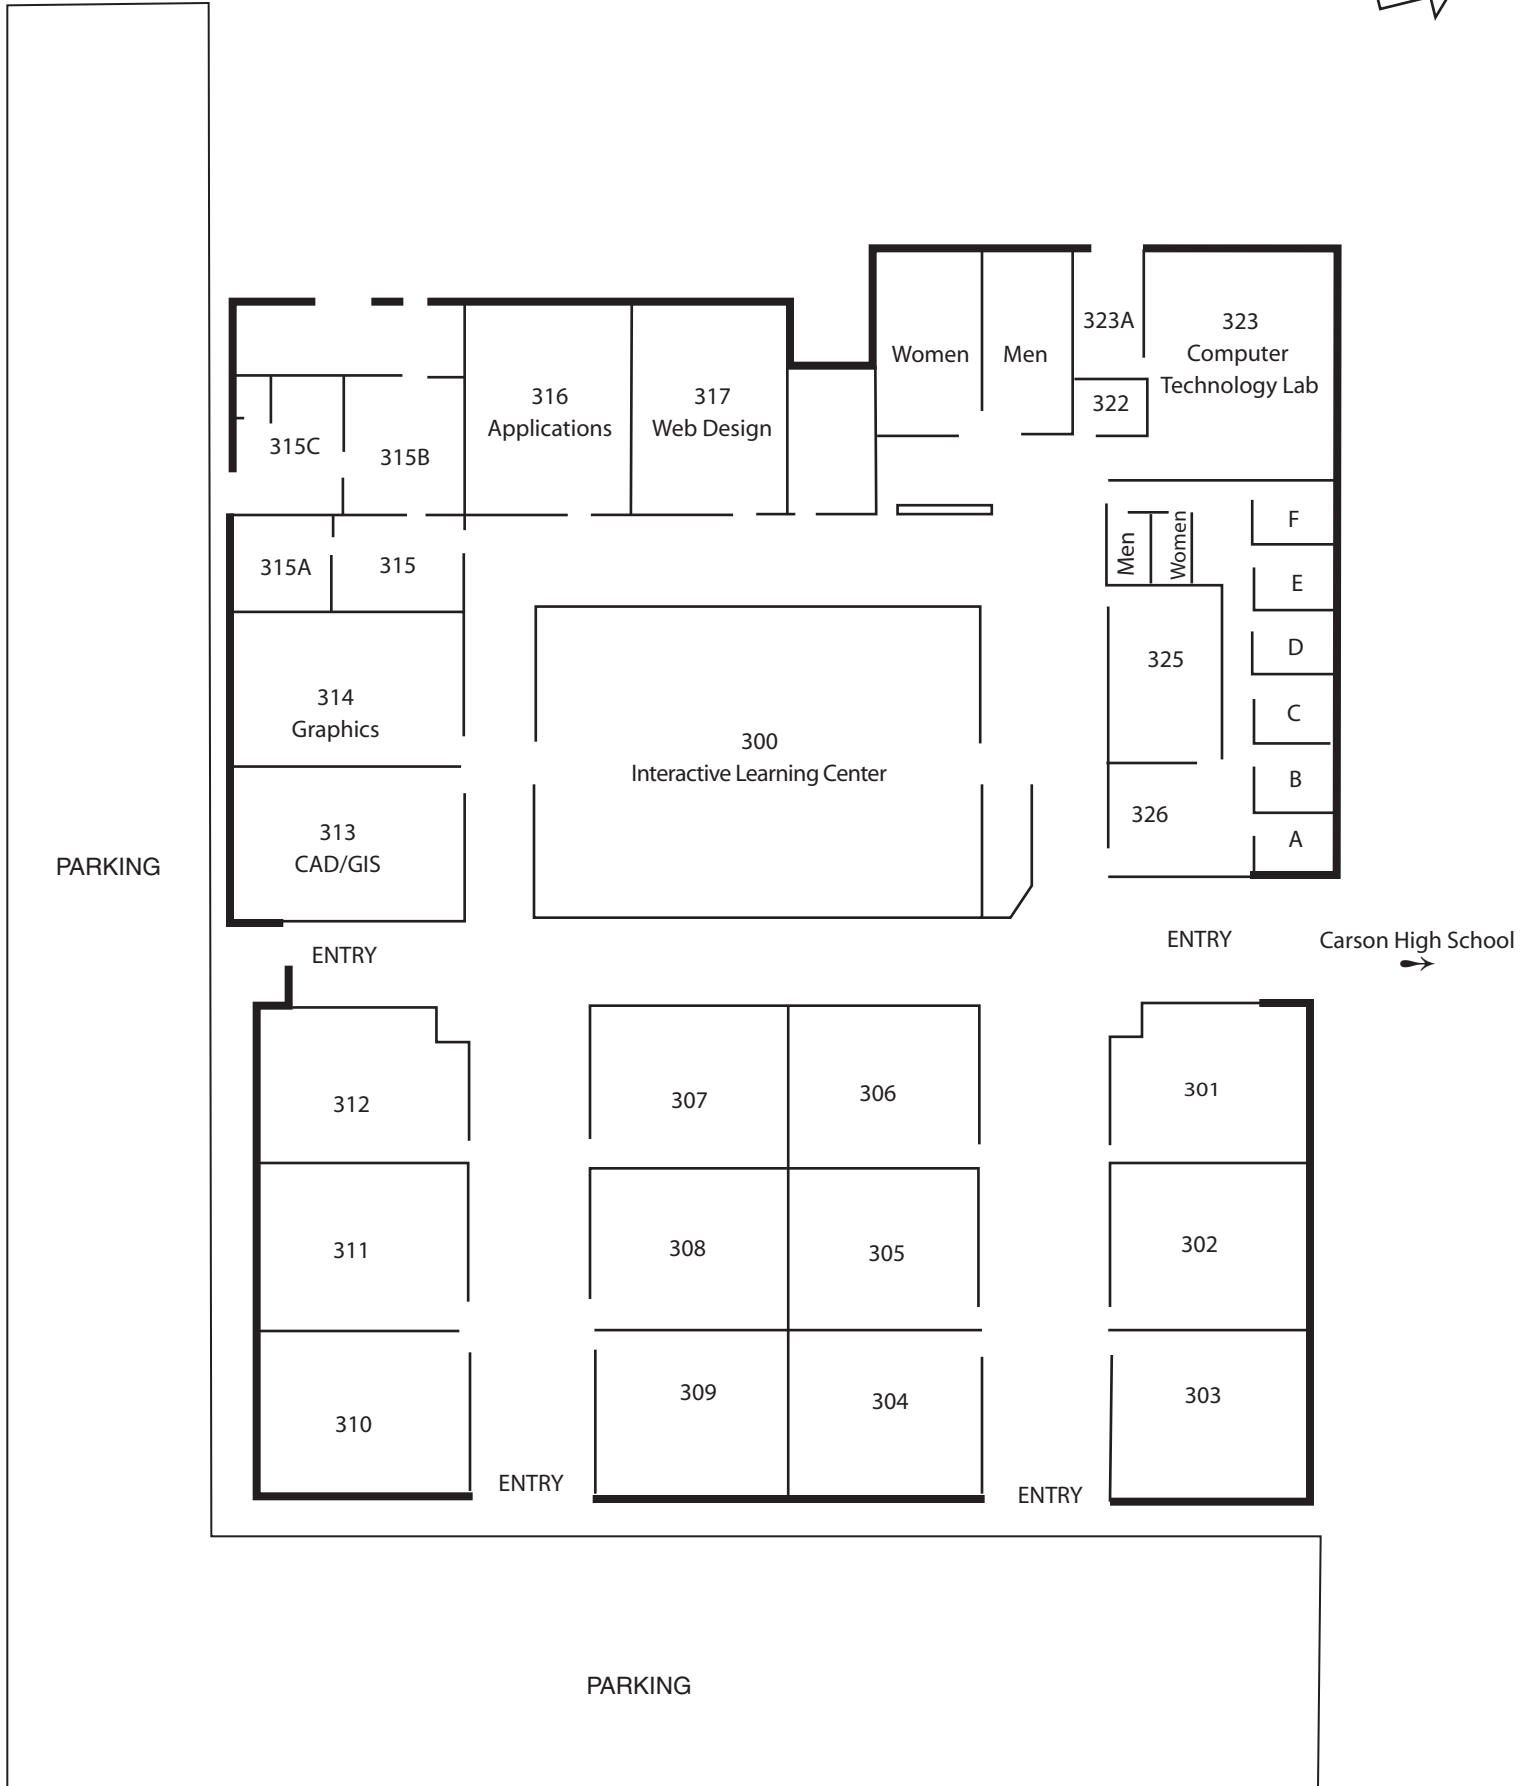 323A
323
Computer
Technology Lab
Women
Men
322
316
Applications
317
Web Design
315C
315B
F
Men
Women
315A
315
E
D
325
C
314
Graphics
300
Interactive Learning Center
B
326
A
313
CAD/GIS
PARKING
ENTRY
ENTRY
Carson High School
312
307
306
301
311
308
305
302
310
309
304
303
ENTRY
ENTRY
PARKING